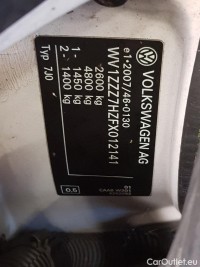 VOLKSWAGEN AG
e1*2007/46*0130
WV1ZZZ7HZFX012141
2600 kg
4800 kg
1- 1450 kg
2- 1400 kg
Typ 7J0
0,5
CarOutlet.eu